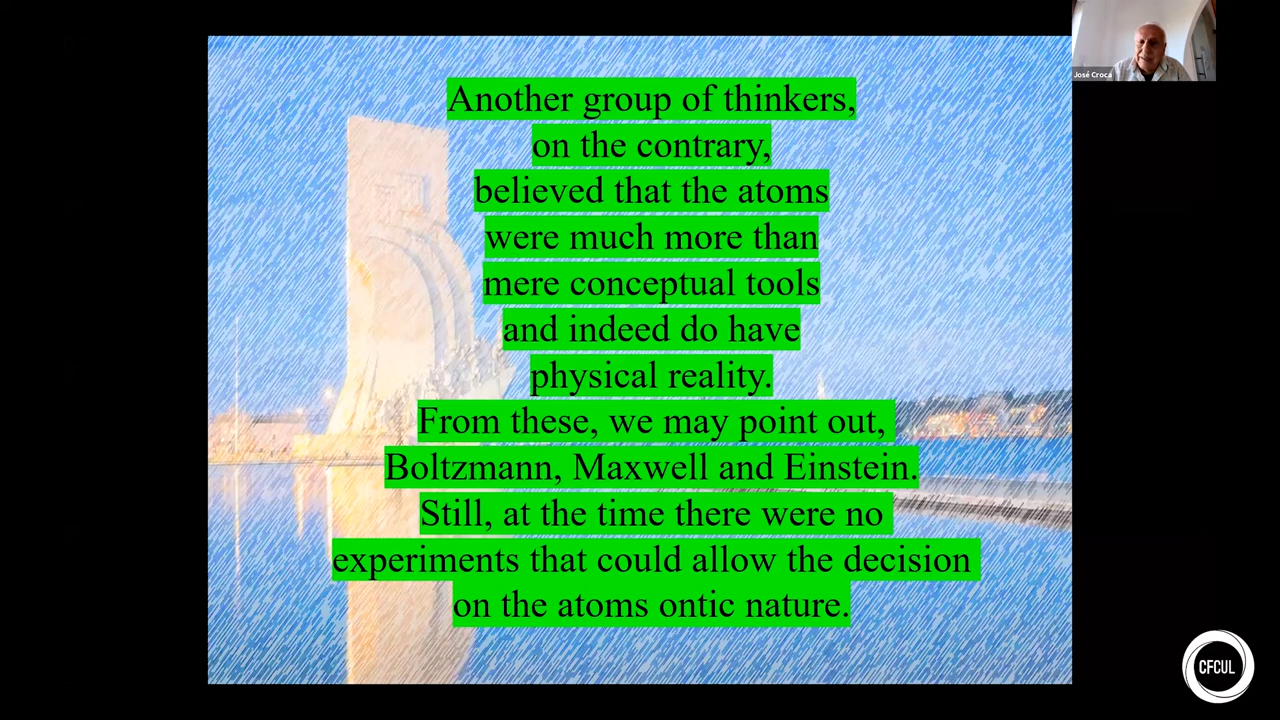 José Croca
Another group of thinkers,
on the contrary,
believed that the atoms
were much more than
mere conceptual tools
and indeed do have
physical reality.
From these, we may point out,
Boltzmann, Maxwell and Einstein.
Still, at the time there were no
experiments that could allow the decision
on the atoms ontic nature.
CFCUL